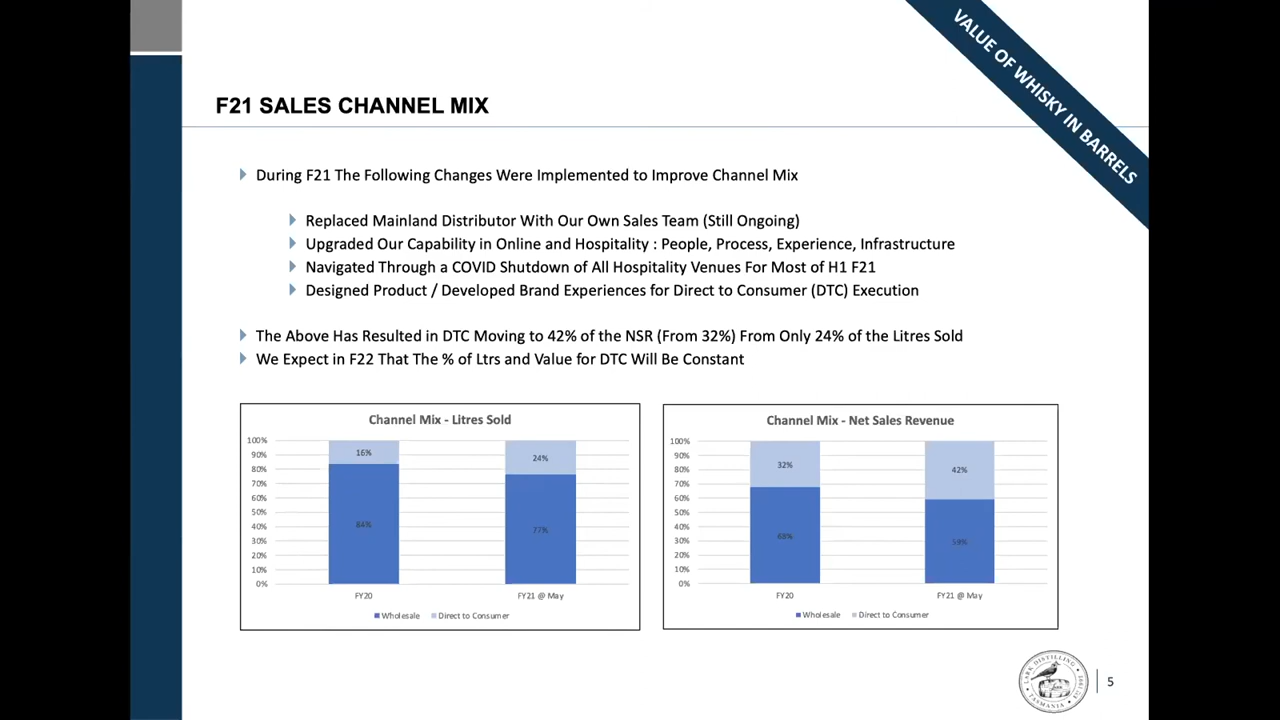 VALUE OF WHISKY IN BARRELS
F21 SALES CHANNEL MIX
During F21 The Following Changes Were Implemented to Improve Channel Mix
Replaced Mainland Distributor With Our Own Sales Team (Still Ongoing)
Upgraded Our Capability in Online and Hospitality : People, Process, Experience, Infrastructure
Navigated Through a COVID Shutdown of All Hospitality Venues For Most of H1 F21
Designed Product / Developed Brand Experiences for Direct to Consumer (DTC) Execution
The Above Has Resulted in DTC Moving to 42% of the NSR (From 32%) From Only 24% of the Litres Sold
We Expect in F22 That The % of Ltrs and Value for DTC Will Be Constant
Channel Mix - Litres Sold
100%
90%
80%
70%
60%
50%
40%
30%
20%
10%
0%
16%
24%
84%
77%
FY20
FY21 @ May
Wholesale
Direct to Consumer
Channel Mix - Net Sales Revenue
100%
90%
80%
70%
60%
50%
40%
30%
20%
10%
0%
32%
42%
68%
59%
FY20
FY21 @ May
Wholesale
Direct to Consumer
LARK DISTILLING
TASMANIA
5